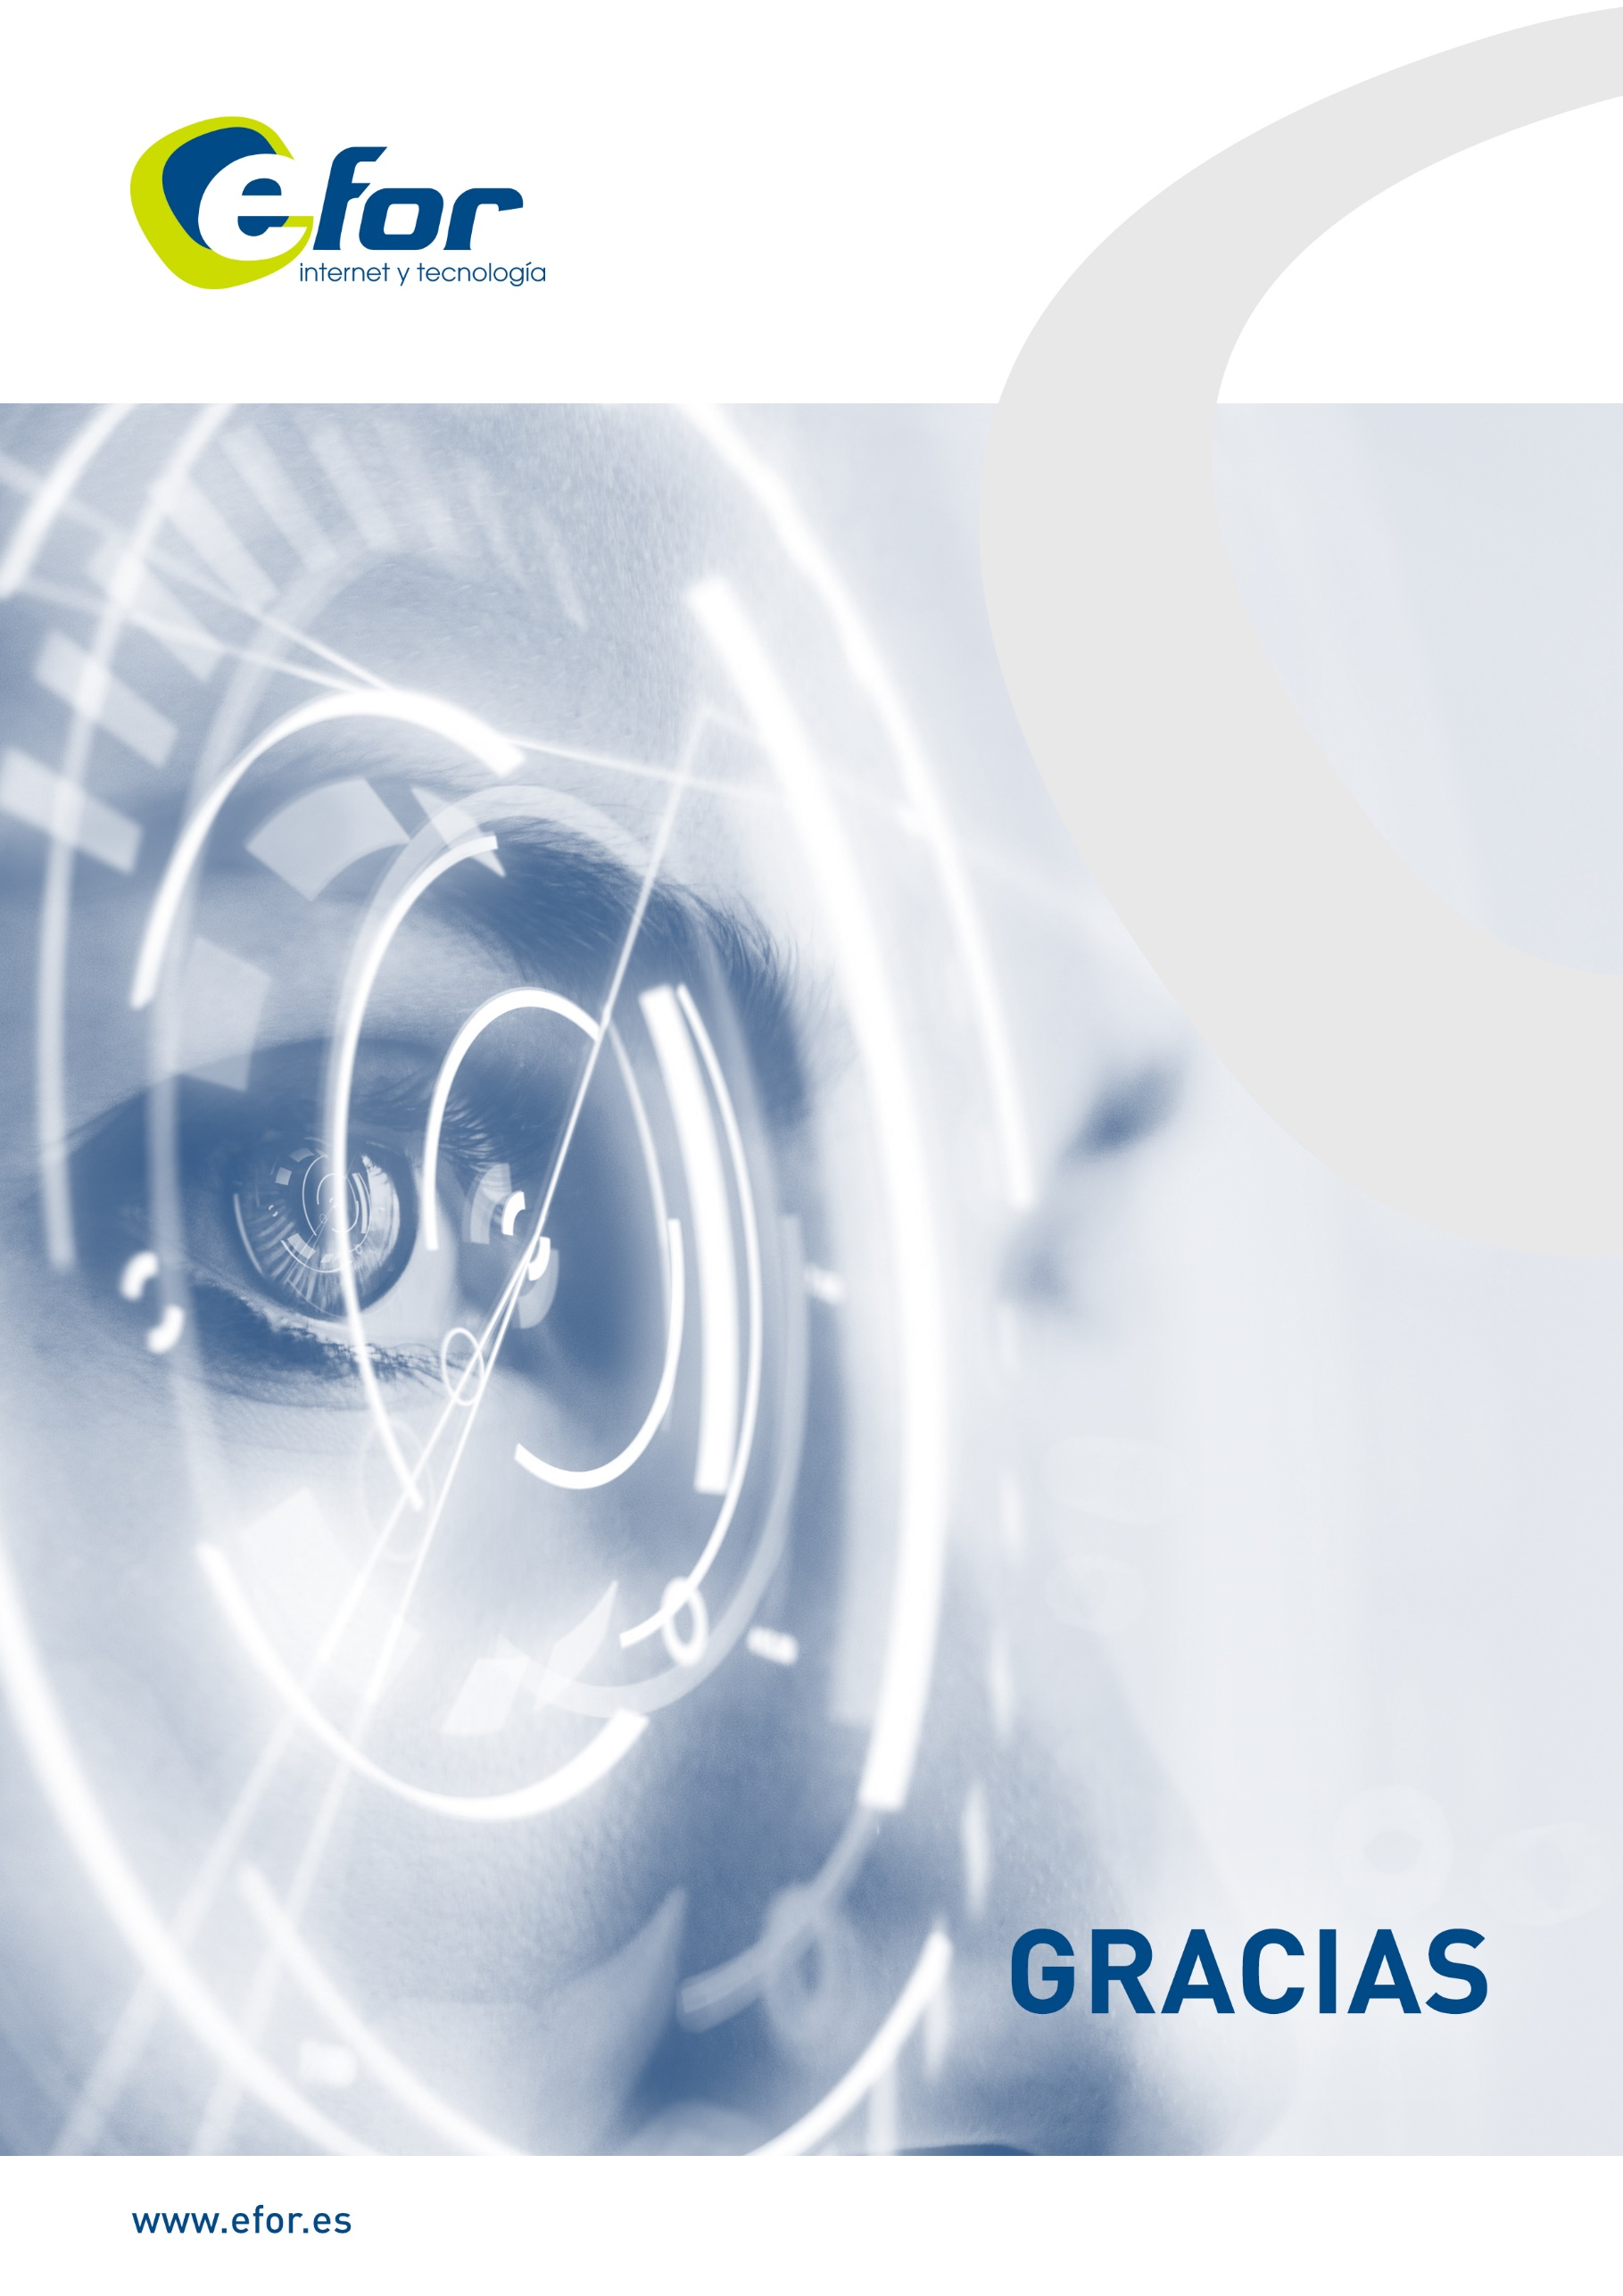 efor
internet y tecnología
GRACIAS
www.efor.es